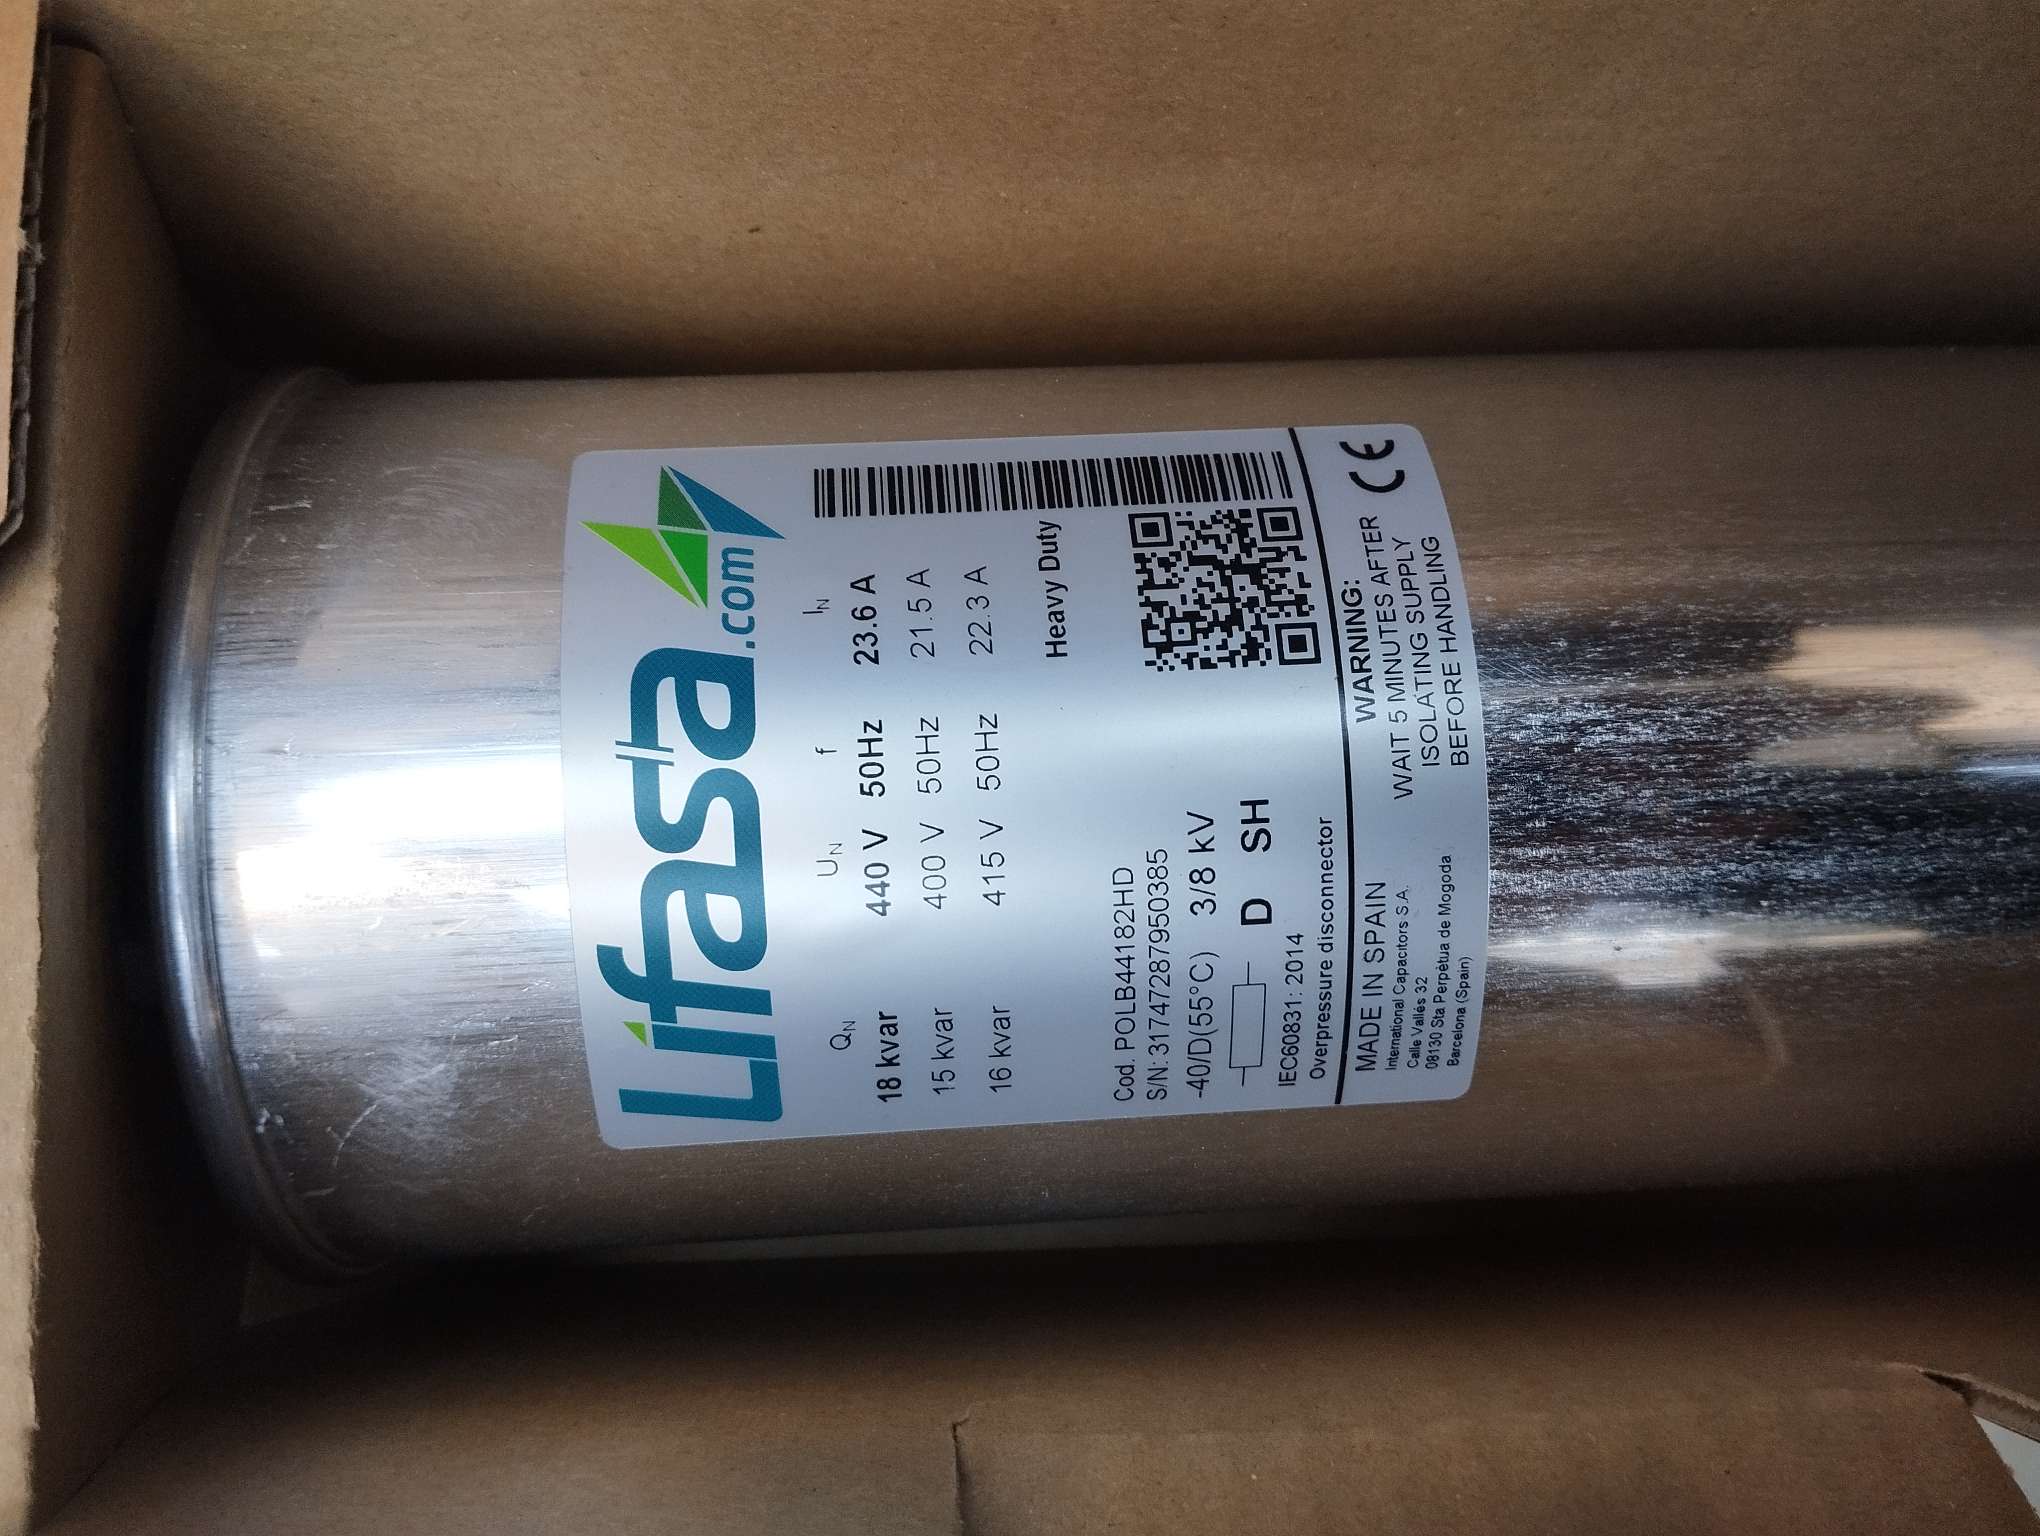 Lifasa.com
QN UN f IN
18 kvar 440 V 50Hz 23.6 A
15 kvar 400 V 50Hz 21.5 A
16 kvar 415 V 50Hz 22.3 A
Heavy Duty
Cod. POLB44182HD
S/N: 31747287950385
-40/D(55°C) 3/8 kV
D SH
IEC60831: 2014
Overpressure disconnector
MADE IN SPAIN
International Capacitors S.A.
Calle Vallés 32
08130 Sta Perpètua de Mogoda
Barcelona (Spain)
WARNING:
WAIT 5 MINUTES AFTER
ISOLATING SUPPLY
BEFORE HANDLING
CE